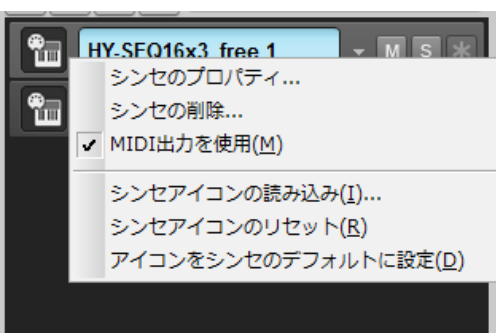 HY-SEQ16x3 free 1
M S
シンセのプロパティ...
シンセの削除...
MIDI出力を使用(M)
シンセアイコンの読み込み(I)...
シンセアイコンのリセット(R)
アイコンをシンセのデフォルトに設定(D)